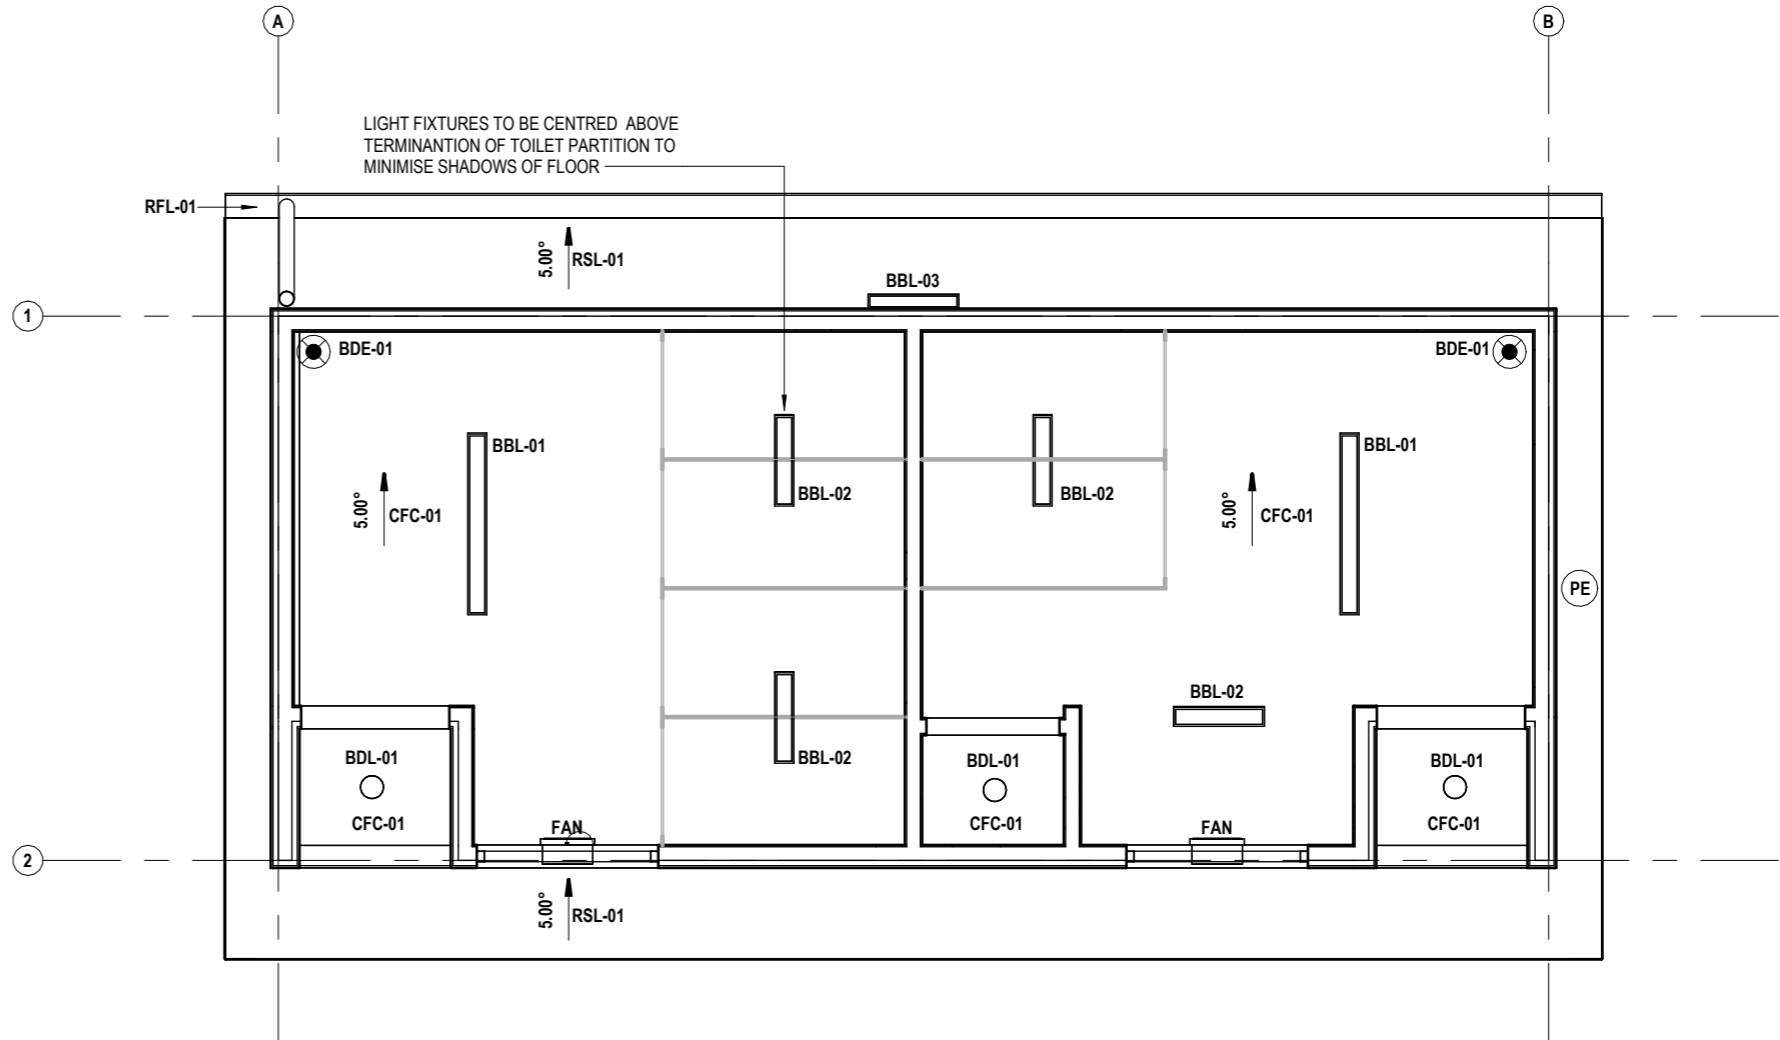 A
B
LIGHT FIXTURES TO BE CENTRED ABOVE
TERMINANTION OF TOILET PARTITION TO
MINIMISE SHADOWS OF FLOOR
RFL-01
5.00°
RSL-01
BBL-03
1
BDE-01
BDE-01
BBL-01
BBL-01
BBL-02
BBL-02
5.00°
CFC-01
5.00°
CFC-01
PE
BBL-02
BBL-02
BDL-01
BDL-01
BDL-01
CFC-01
CFC-01
CFC-01
FAN
FAN
2
5.00°
RSL-01